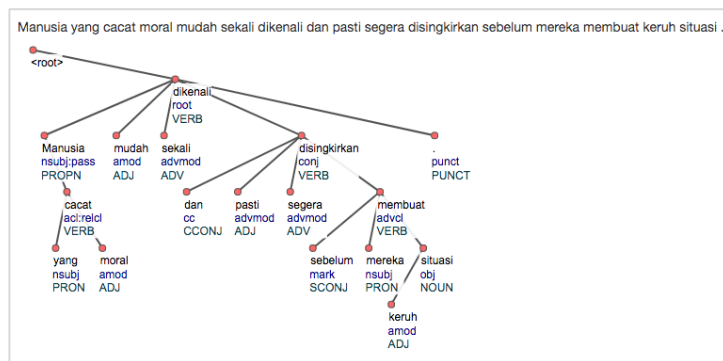 Manusia yang cacat moral mudah sekali dikenali dan pasti segera disingkirkan sebelum mereka membuat keruh situasi .
<root>
dikenali
root
VERB
Manusia mudah sekali disingkirkan .
nsubj:pass amod advmod conj punct
PROPN ADJ ADV VERB PUNCT
cacat dan pasti segera membuat
acl:relcl cc advmod advmod advcl
VERB CCONJ ADJ ADV VERB
yang moral sebelum mereka situasi
nsubj amod mark nsubj obj
PRON ADJ SCONJ PRON NOUN
keruh
amod
ADJ